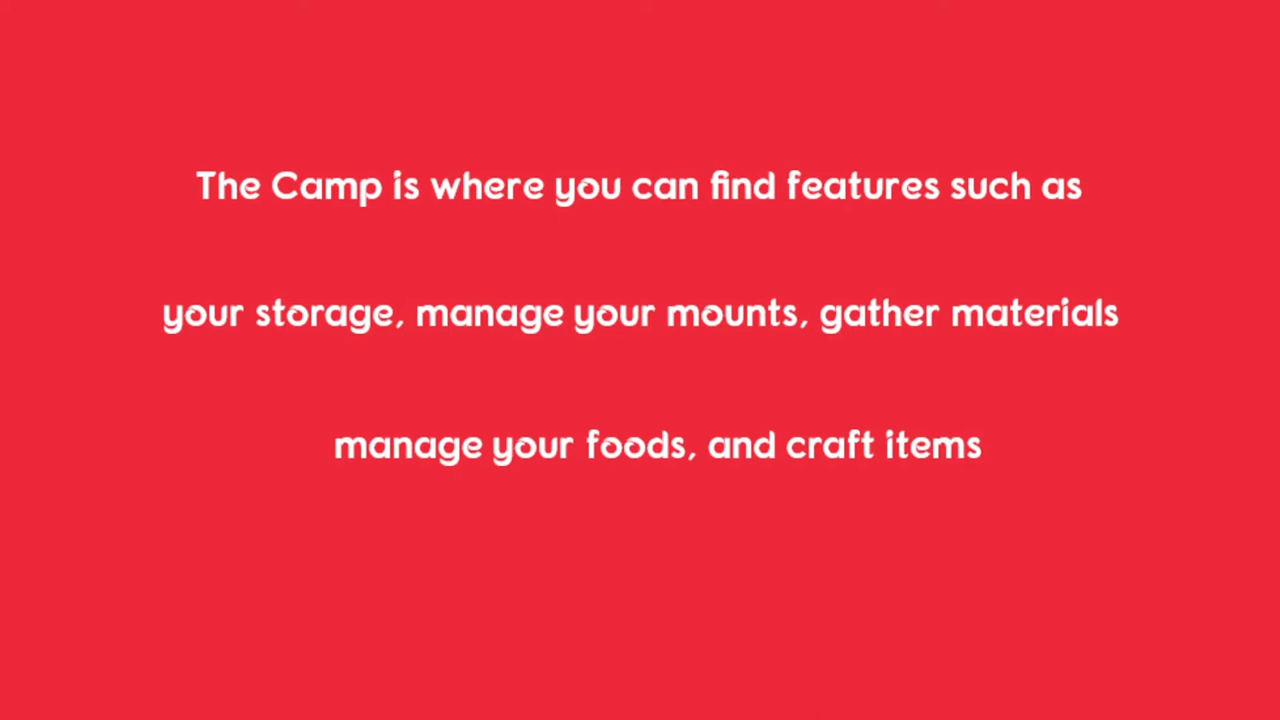 The Camp is where you can find features such as
your storage, manage your mounts, gather materials
manage your foods, and craft items